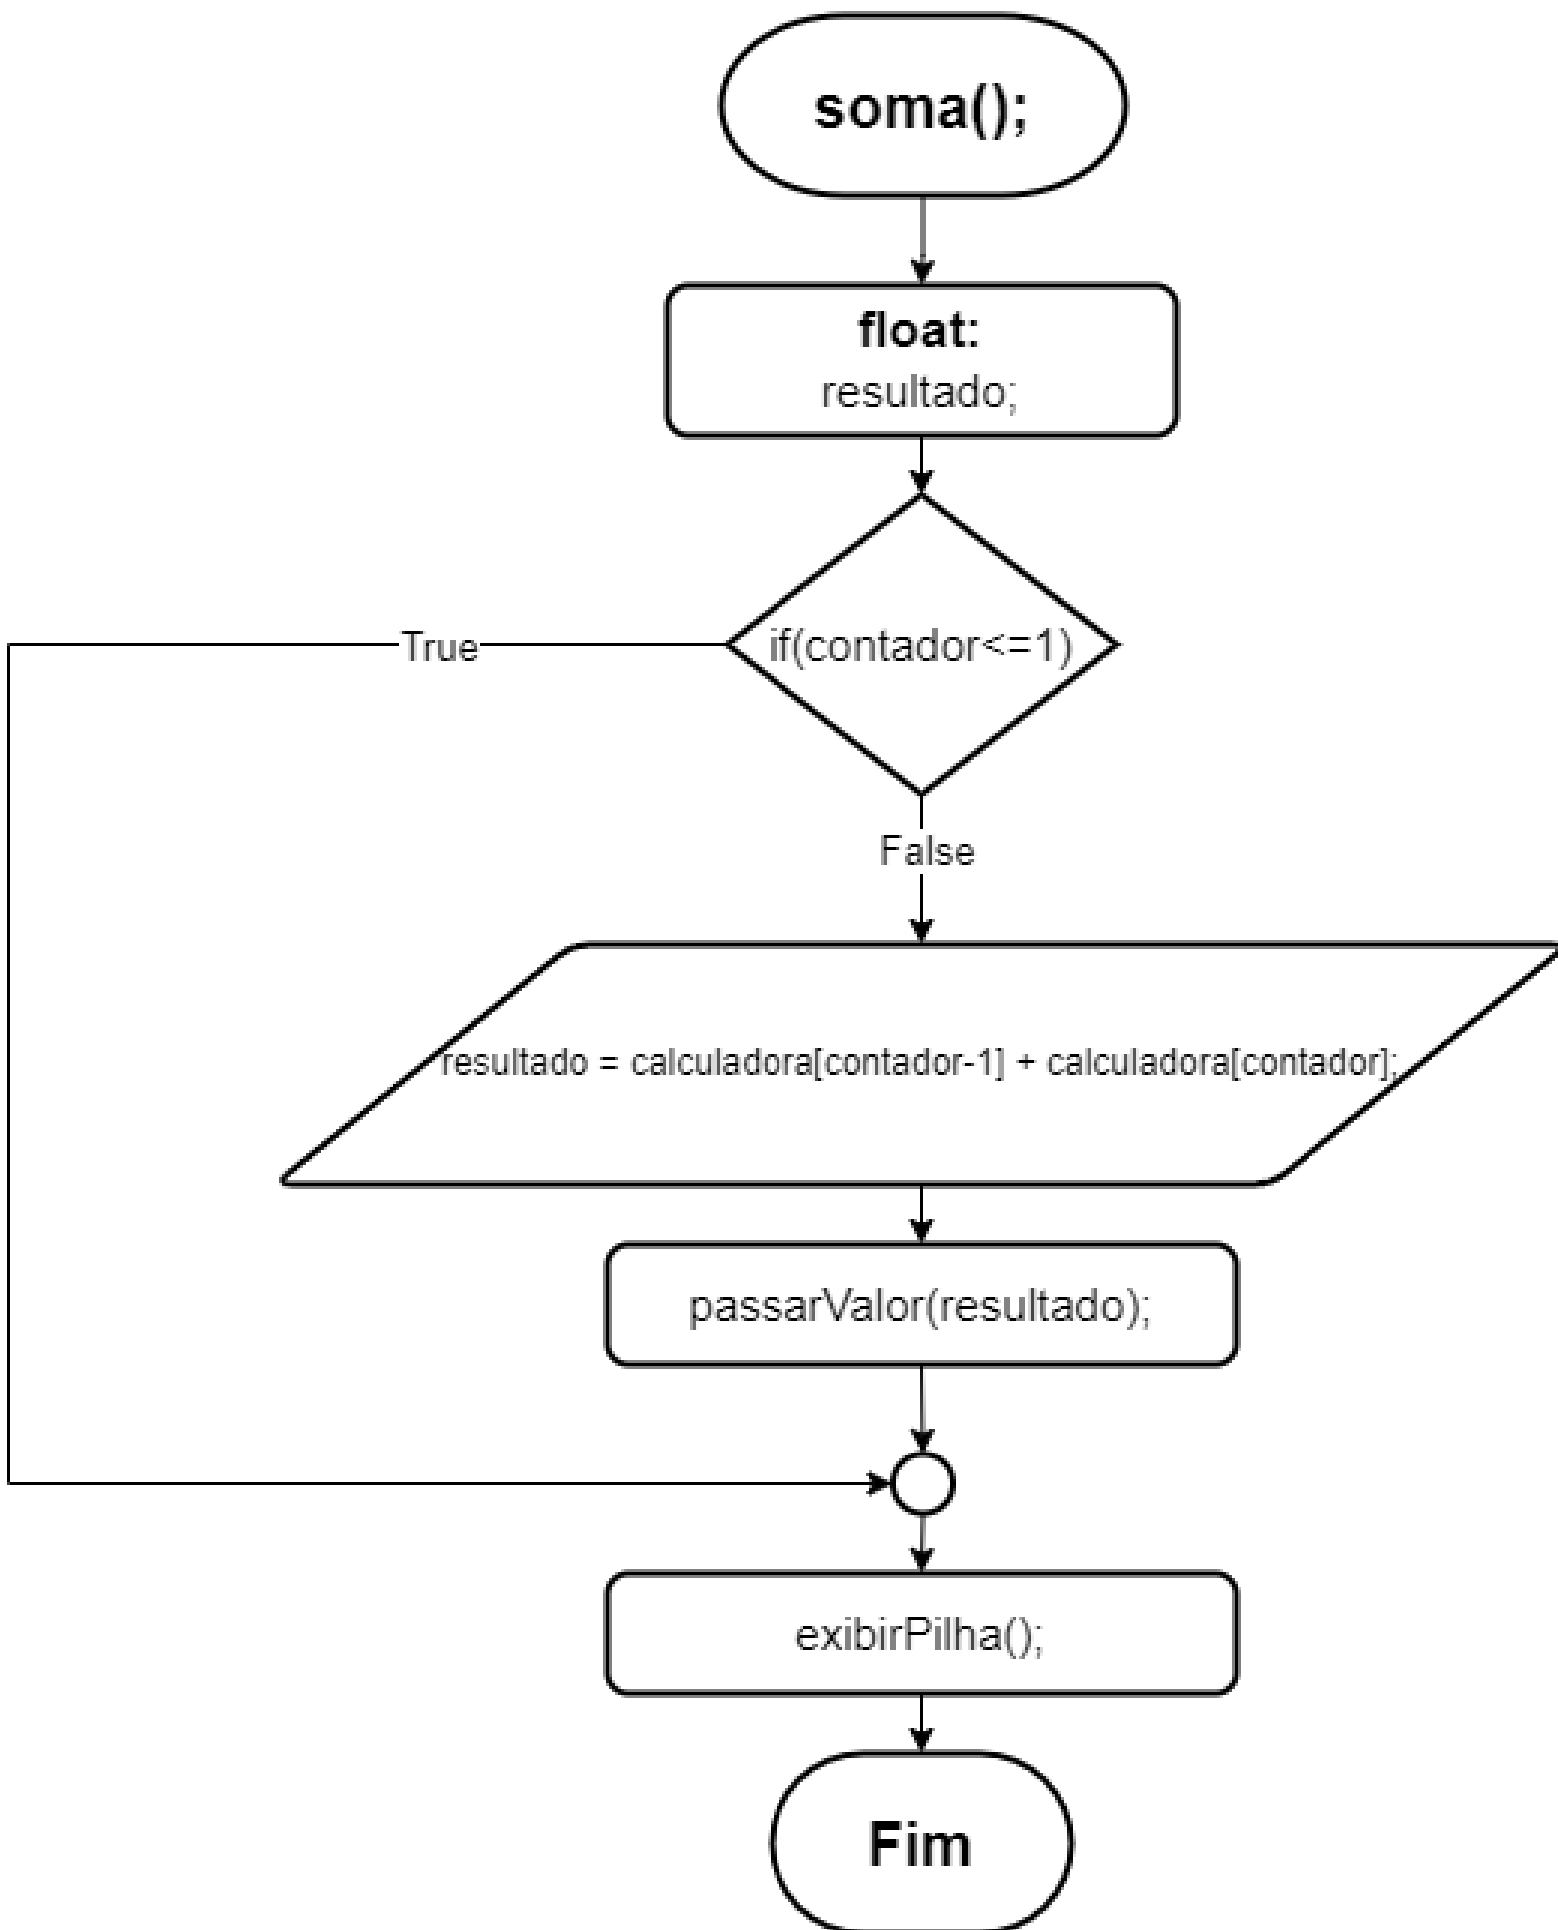 soma();
float:
resultado;
if(contador<=1)
True
False
resultado = calculadora[contador-1] + calculadora[contador];
passarValor(resultado);
exibirPilha();
Fim